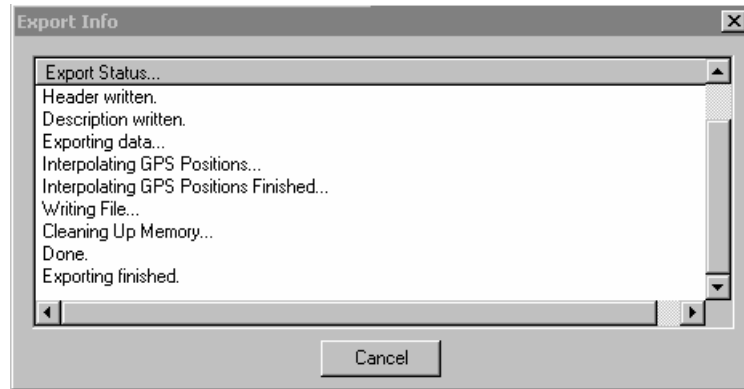 Export Info
Export Status...
Header written.
Description written.
Exporting data...
Interpolating GPS Positions...
Interpolating GPS Positions Finished...
Writing File...
Cleaning Up Memory...
Done.
Exporting finished.
Cancel